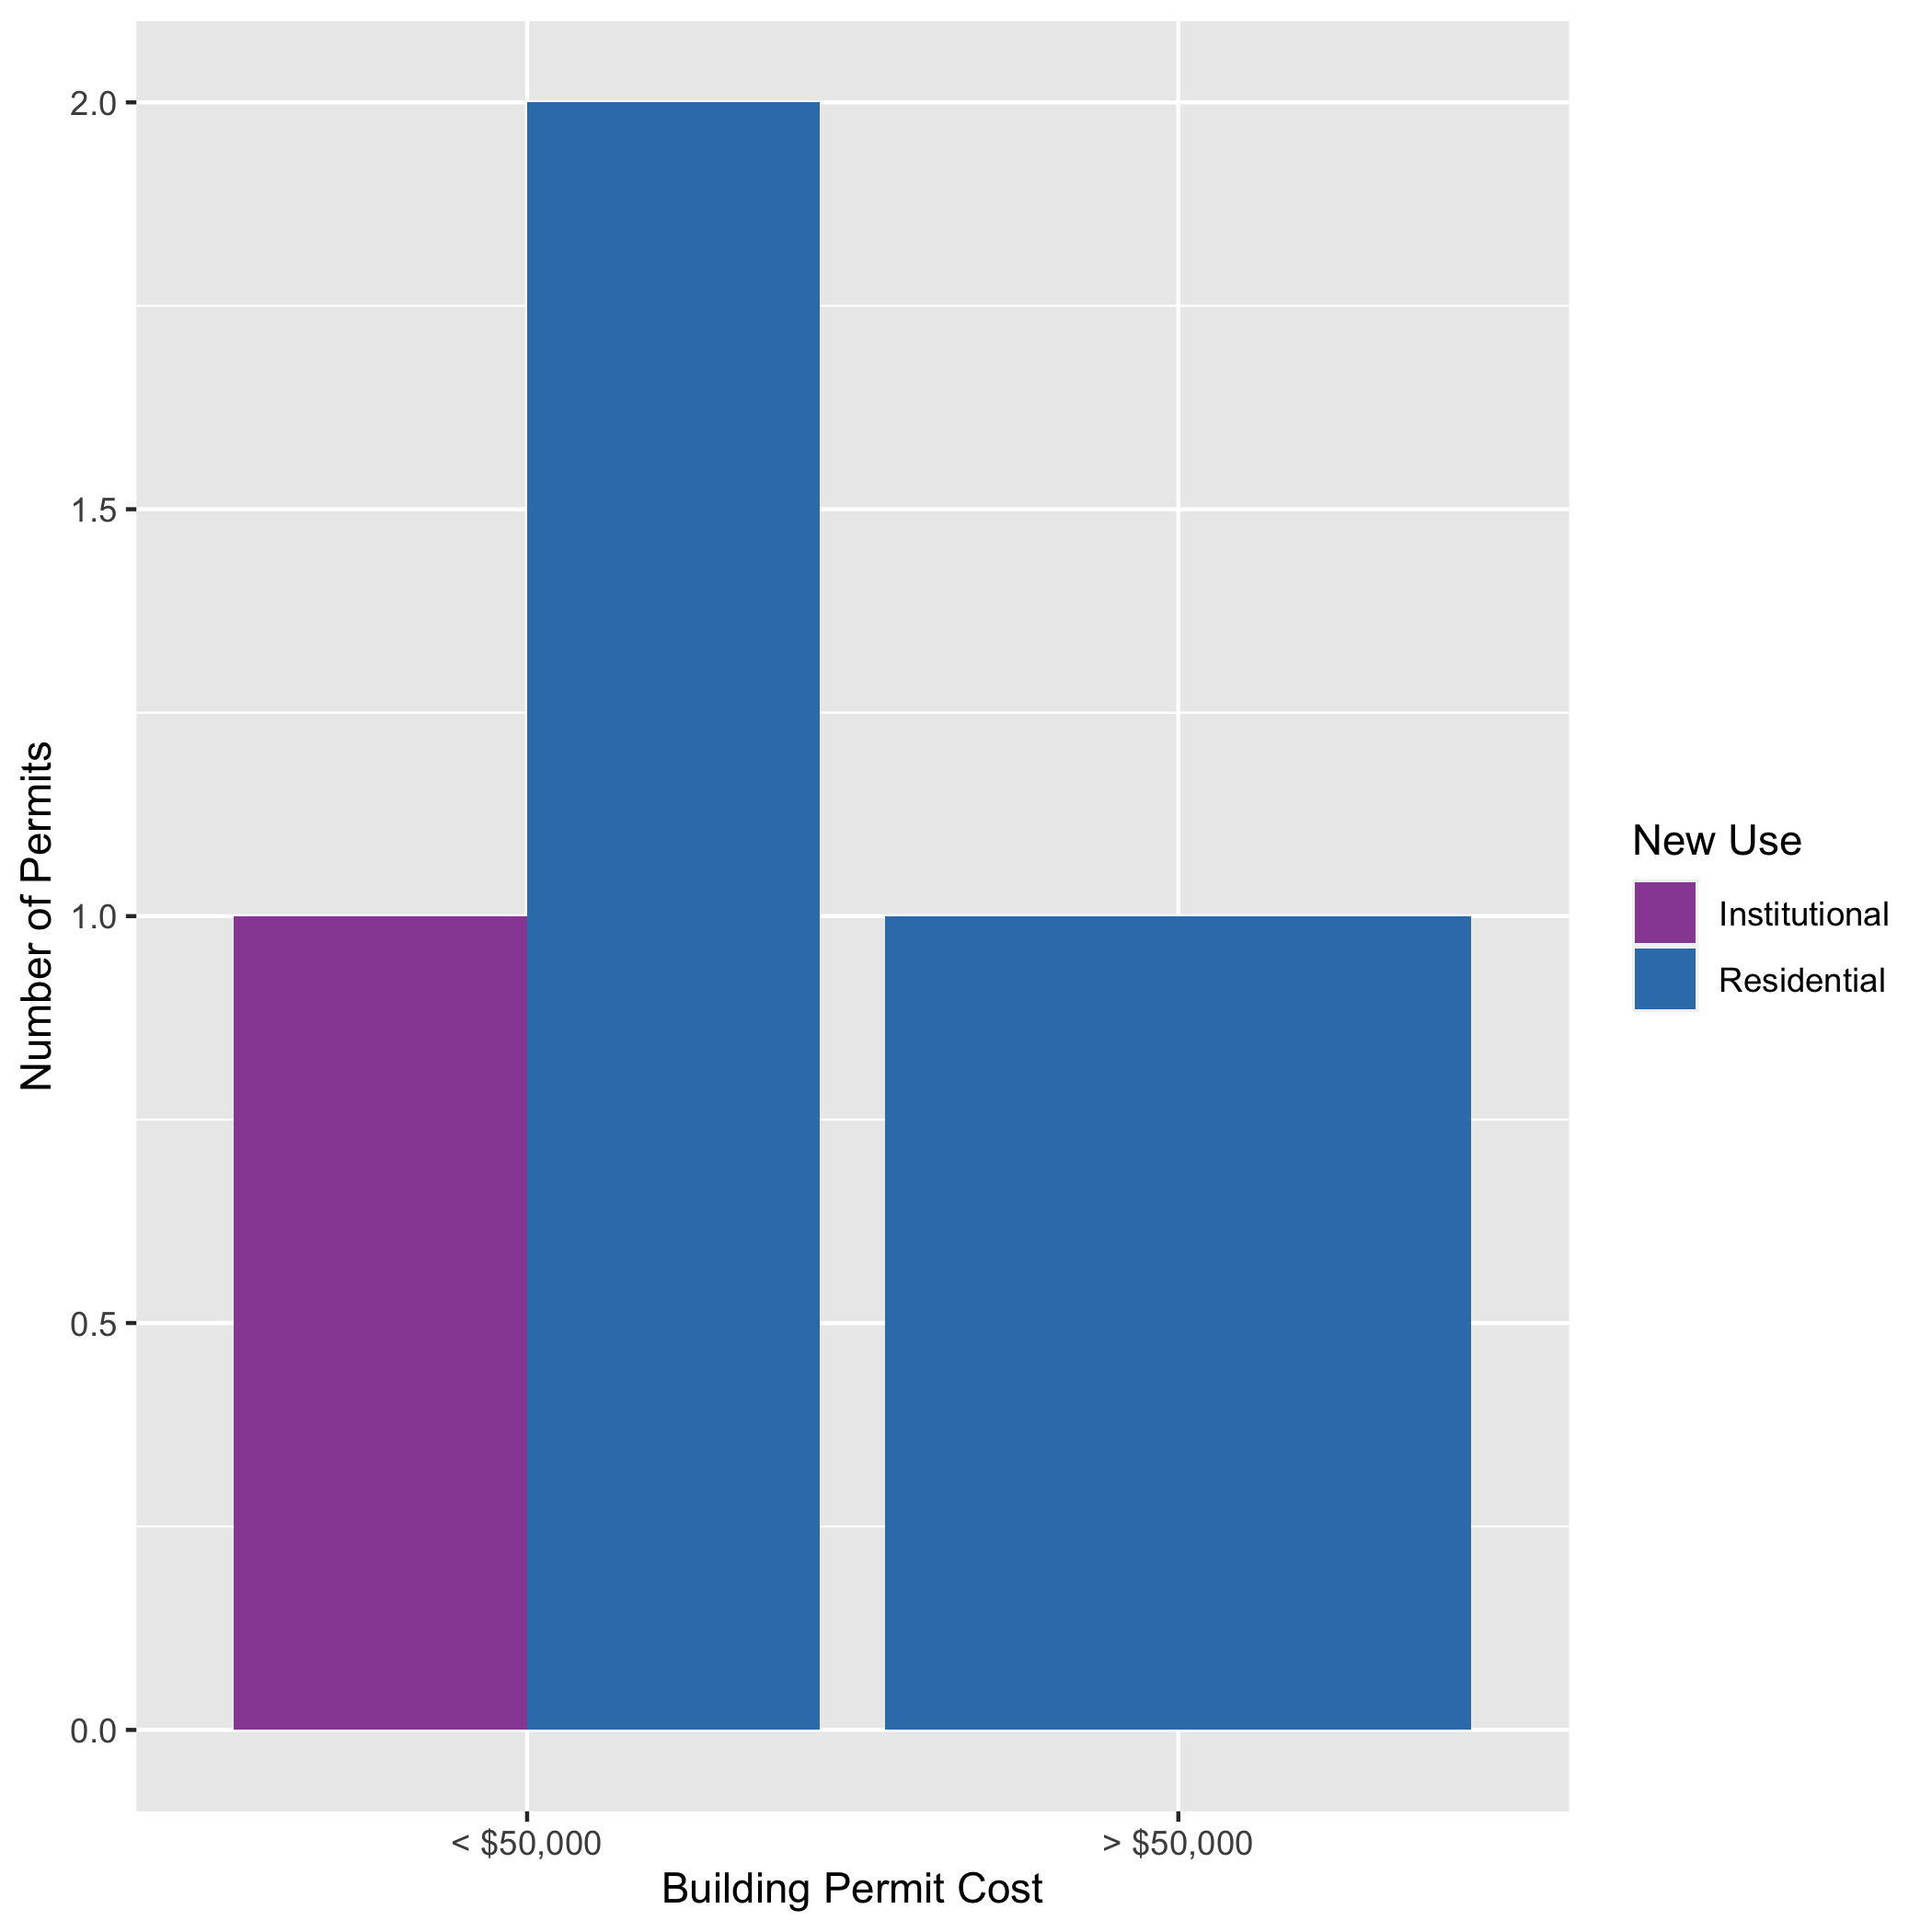 2.0
1.5
1.0
0.5
0.0
Number of Permits
< $50,000
> $50,000
Building Permit Cost
New Use
Institutional
Residential